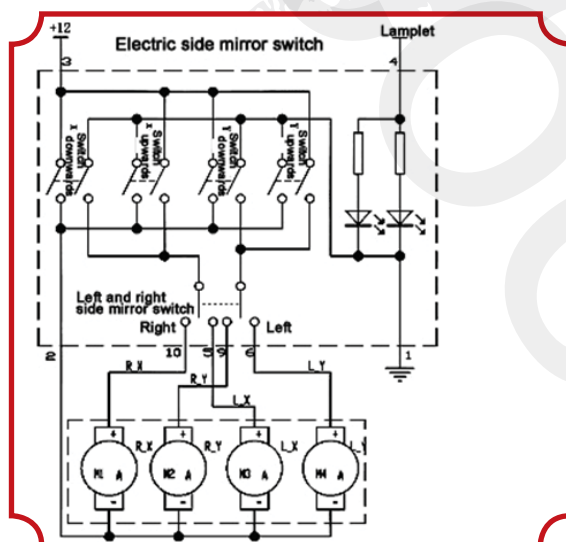 +12
Electric side mirror switch
Lamplet
3
4
Switch
X
downwards
Switch
X
upwards
Switch
Y
downwards
Switch
Y
upwards
Left and right
side mirror switch
Right
Left
2
10
5
9
6
1
R_X
R_Y
L_X
L_Y
+
+
+
+
R_X
R_Y
L_X
L_Y
M1 A
M2 A
M3 A
M4 A
-
-
-
-